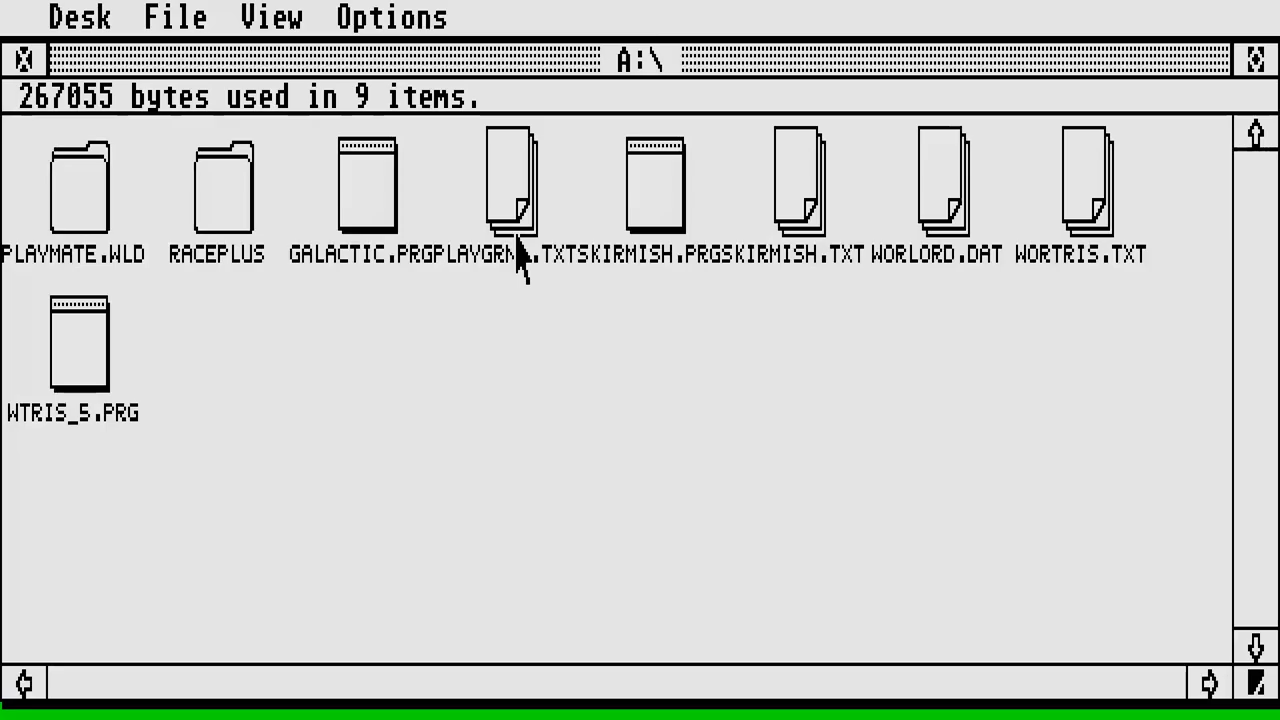 Desk File View Options
A:\
267055 bytes used in 9 items.
PLAYMATE.WLD RACEPLUS GALACTIC.PRG SKIRMISH.PRG SKIRMISH.TXT WORLORD.DAT WORTRIS.TXT
WTRIS_5.PRG